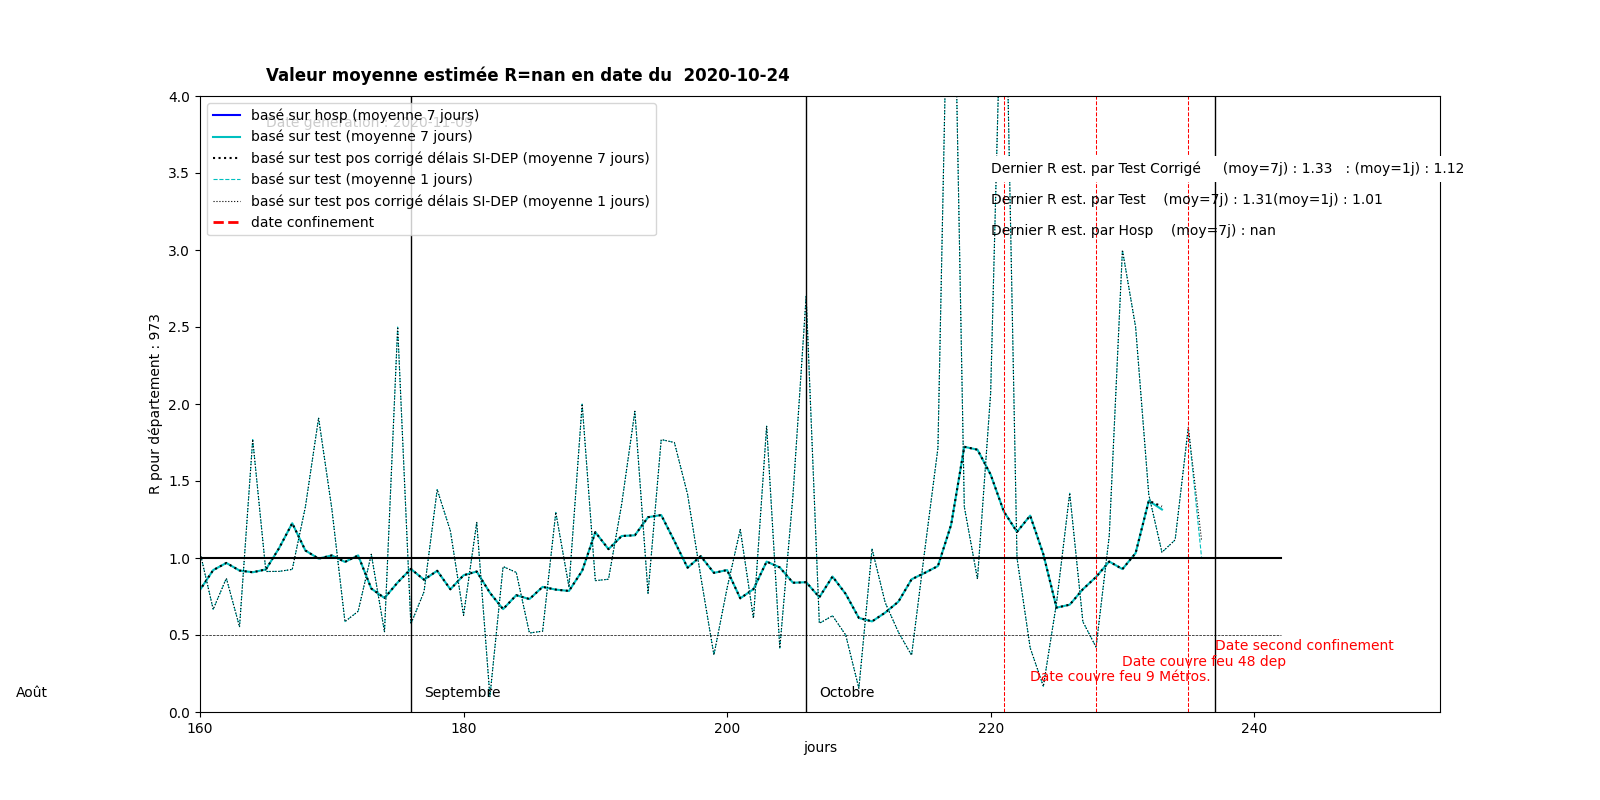 Valeur moyenne estimée R=nan en date du  2020-10-24
Date génération : 2020-11-09
basé sur hosp (moyenne 7 jours)
basé sur test (moyenne 7 jours)
basé sur test pos corrigé délais SI-DEP (moyenne 7 jours)
basé sur test (moyenne 1 jours)
basé sur test pos corrigé délais SI-DEP (moyenne 1 jours)
date confinement
Dernier R est. par Test Corrigé     (moy=7j) : 1.33   : (moy=1j) : 1.12
Dernier R est. par Test    (moy=7j) : 1.31(moy=1j) : 1.01
Dernier R est. par Hosp    (moy=7j) : nan
R pour département : 973
4.0
3.5
3.0
2.5
2.0
1.5
1.0
0.5
0.0
Date second confinement
Date couvre feu 48 dep
Date couvre feu 9 Métros.
Août
Septembre
Octobre
160
180
200
220
240
jours